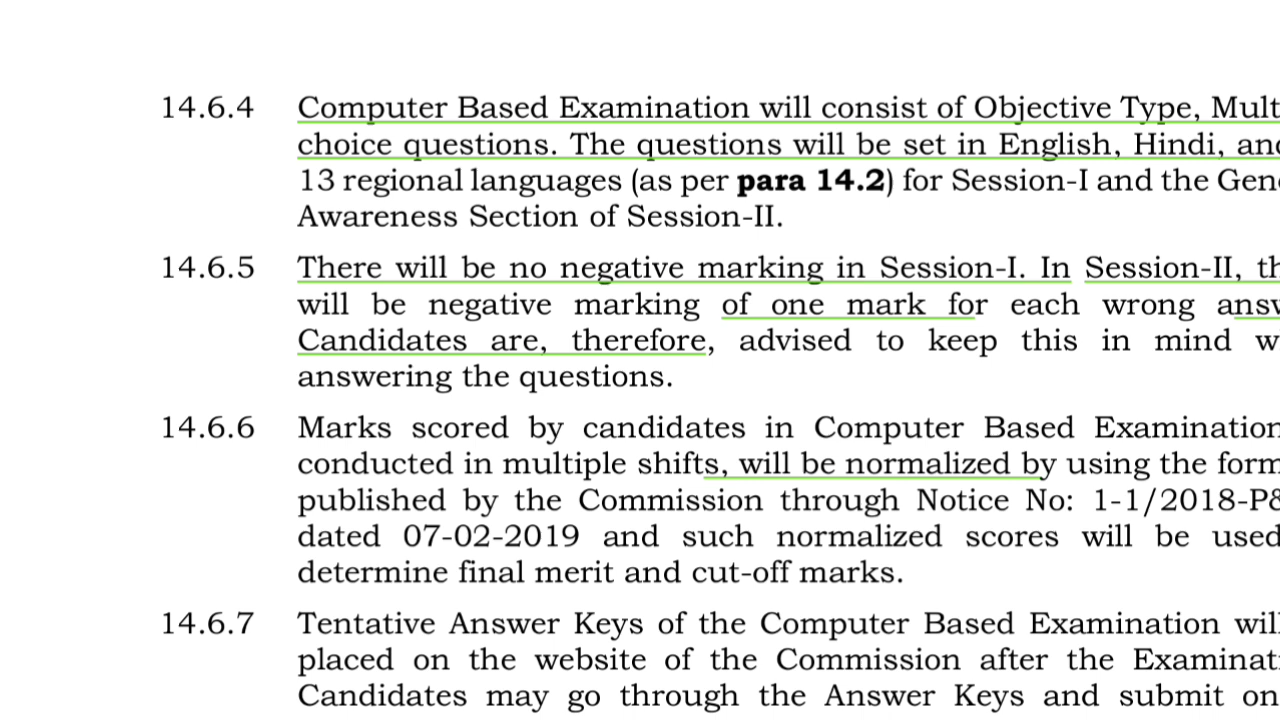 14.6.4 Computer Based Examination will consist of Objective Type, Mult
choice questions. The questions will be set in English, Hindi, and
13 regional languages (as per para 14.2) for Session-I and the Gen
Awareness Section of Session-II.
14.6.5 There will be no negative marking in Session-I. In Session-II, th
will be negative marking of one mark for each wrong answ
Candidates are, therefore, advised to keep this in mind w
answering the questions.
14.6.6 Marks scored by candidates in Computer Based Examination
conducted in multiple shifts, will be normalized by using the form
published by the Commission through Notice No: 1-1/2018-P&
dated 07-02-2019 and such normalized scores will be used
determine final merit and cut-off marks.
14.6.7 Tentative Answer Keys of the Computer Based Examination will
placed on the website of the Commission after the Examinat
Candidates may go through the Answer Keys and submit on